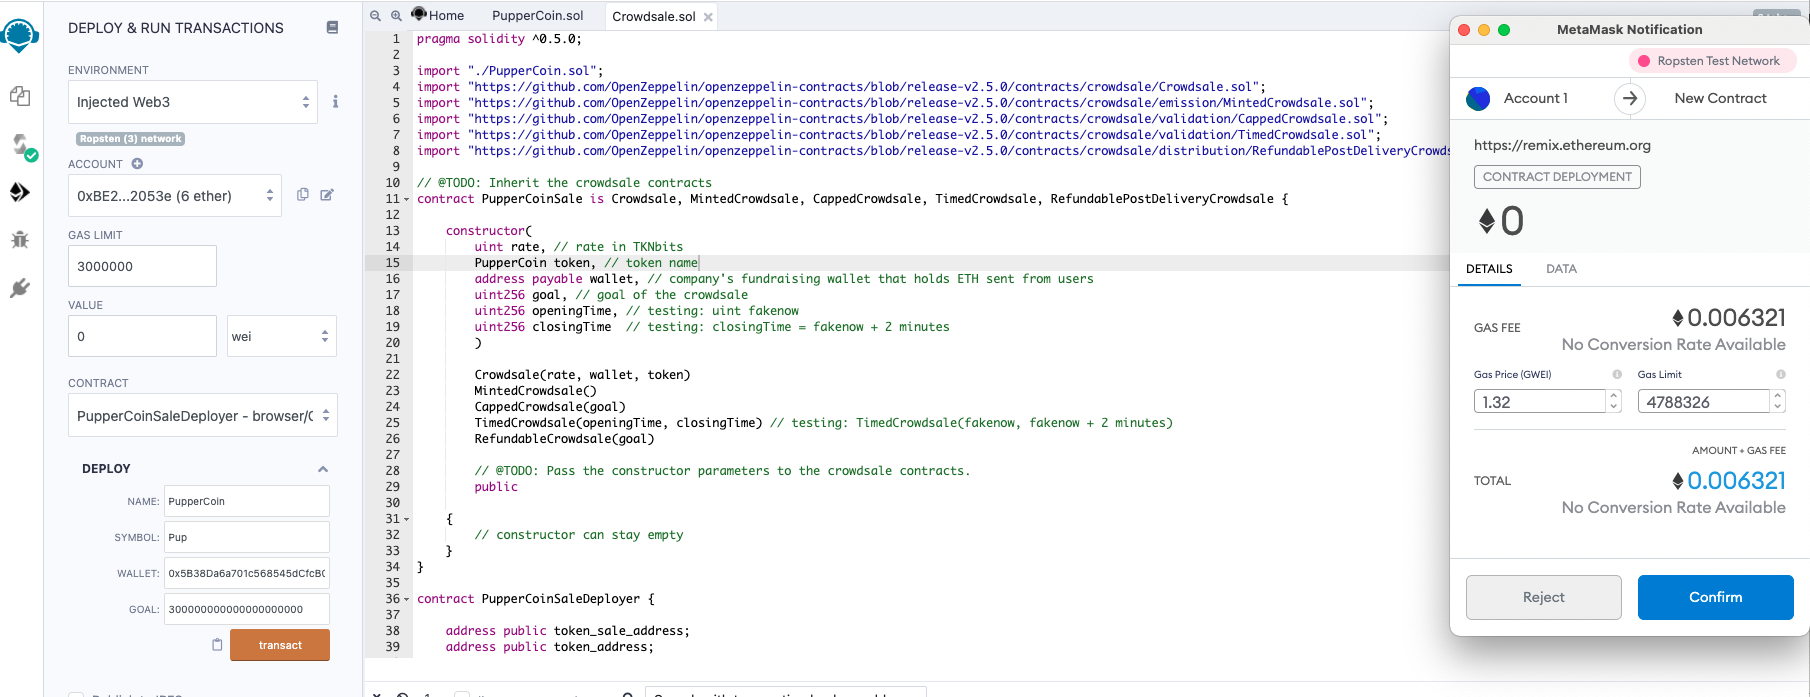 DEPLOY & RUN TRANSACTIONS
ENVIRONMENT
Injected Web3
Ropsten (3) network
ACCOUNT
0xBE2...2053e (6 ether)
GAS LIMIT
3000000
VALUE
0
wei
CONTRACT
PupperCoinSaleDeployer - browser/C
DEPLOY
NAME: PupperCoin
SYMBOL: Pup
WALLET: 0x5B38Da6a701c568545dCfcB0
GOAL: 300000000000000000000
transact
Home
PupperCoin.sol
Crowdsale.sol
1 pragma solidity ^0.5.0;
2
3 import "./PupperCoin.sol";
4 import "https://github.com/OpenZeppelin/openzeppelin-contracts/blob/release-v2.5.0/contracts/crowdsale/Crowdsale.sol";
5 import "https://github.com/OpenZeppelin/openzeppelin-contracts/blob/release-v2.5.0/contracts/crowdsale/emission/MintedCrowdsale.sol";
6 import "https://github.com/OpenZeppelin/openzeppelin-contracts/blob/release-v2.5.0/contracts/crowdsale/validation/CappedCrowdsale.sol";
7 import "https://github.com/OpenZeppelin/openzeppelin-contracts/blob/release-v2.5.0/contracts/crowdsale/validation/TimedCrowdsale.sol";
8 import "https://github.com/OpenZeppelin/openzeppelin-contracts/blob/release-v2.5.0/contracts/crowdsale/distribution/RefundablePostDeliveryCrowds
9
10 // @TODO: Inherit the crowdsale contracts
11 contract PupperCoinSale is Crowdsale, MintedCrowdsale, CappedCrowdsale, TimedCrowdsale, RefundablePostDeliveryCrowdsale {
12
13 constructor(
14 uint rate, // rate in TKNbits
15 PupperCoin token, // token name
16 address payable wallet, // company's fundraising wallet that holds ETH sent from users
17 uint256 goal, // goal of the crowdsale
18 uint256 openingTime, // testing: uint fakenow
19 uint256 closingTime // testing: closingTime = fakenow + 2 minutes
20 )
21
22 Crowdsale(rate, wallet, token)
23 MintedCrowdsale()
24 CappedCrowdsale(goal)
25 TimedCrowdsale(openingTime, closingTime) // testing: TimedCrowdsale(fakenow, fakenow + 2 minutes)
26 RefundableCrowdsale(goal)
27
28 // @TODO: Pass the constructor parameters to the crowdsale contracts.
29 public
30
31 {
32 // constructor can stay empty
33 }
34 }
35
36 contract PupperCoinSaleDeployer {
37
38 address public token_sale_address;
39 address public token_address;
MetaMask Notification
Ropsten Test Network
Account 1
New Contract
https://remix.ethereum.org
CONTRACT DEPLOYMENT
0
DETAILS
DATA
GAS FEE
0.006321
No Conversion Rate Available
Gas Price (GWEI)
Gas Limit
1.32
4788326
AMOUNT + GAS FEE
TOTAL
0.006321
No Conversion Rate Available
Reject
Confirm